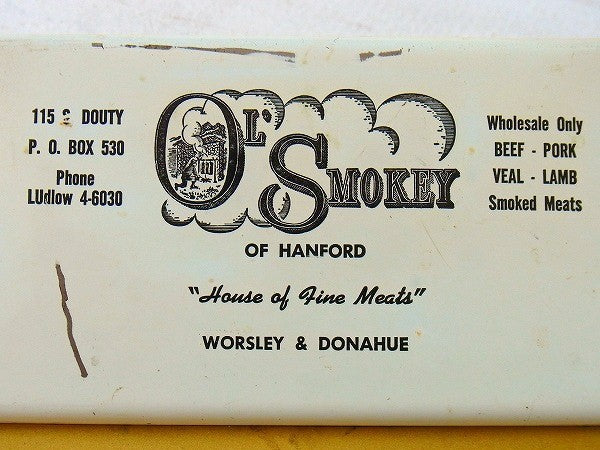 115 S DOUTY
P. O. BOX 530
Phone
LUdlow 4-6030
OL' SMOKEY
OF HANFORD
"House of Fine Meats"
WORSLEY & DONAHUE
Wholesale Only
BEEF - PORK
VEAL - LAMB
Smoked Meats